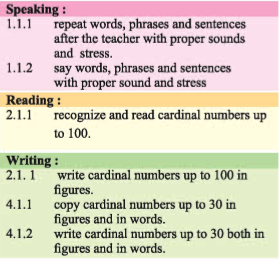 Speaking :
1.1.1 repeat words, phrases and sentences
after the teacher with proper sounds
and stress.
1.1.2 say words, phrases and sentences
with proper sound and stress
Reading :
2.1.1 recognize and read cardinal numbers up
to 100.
Writing :
2.1. 1 write cardinal numbers up to 100 in
figures.
4.1.1 copy cardinal numbers up to 30 in
figures and in words.
4.1.2 write cardinal numbers up to 30 both in
figures and in words.